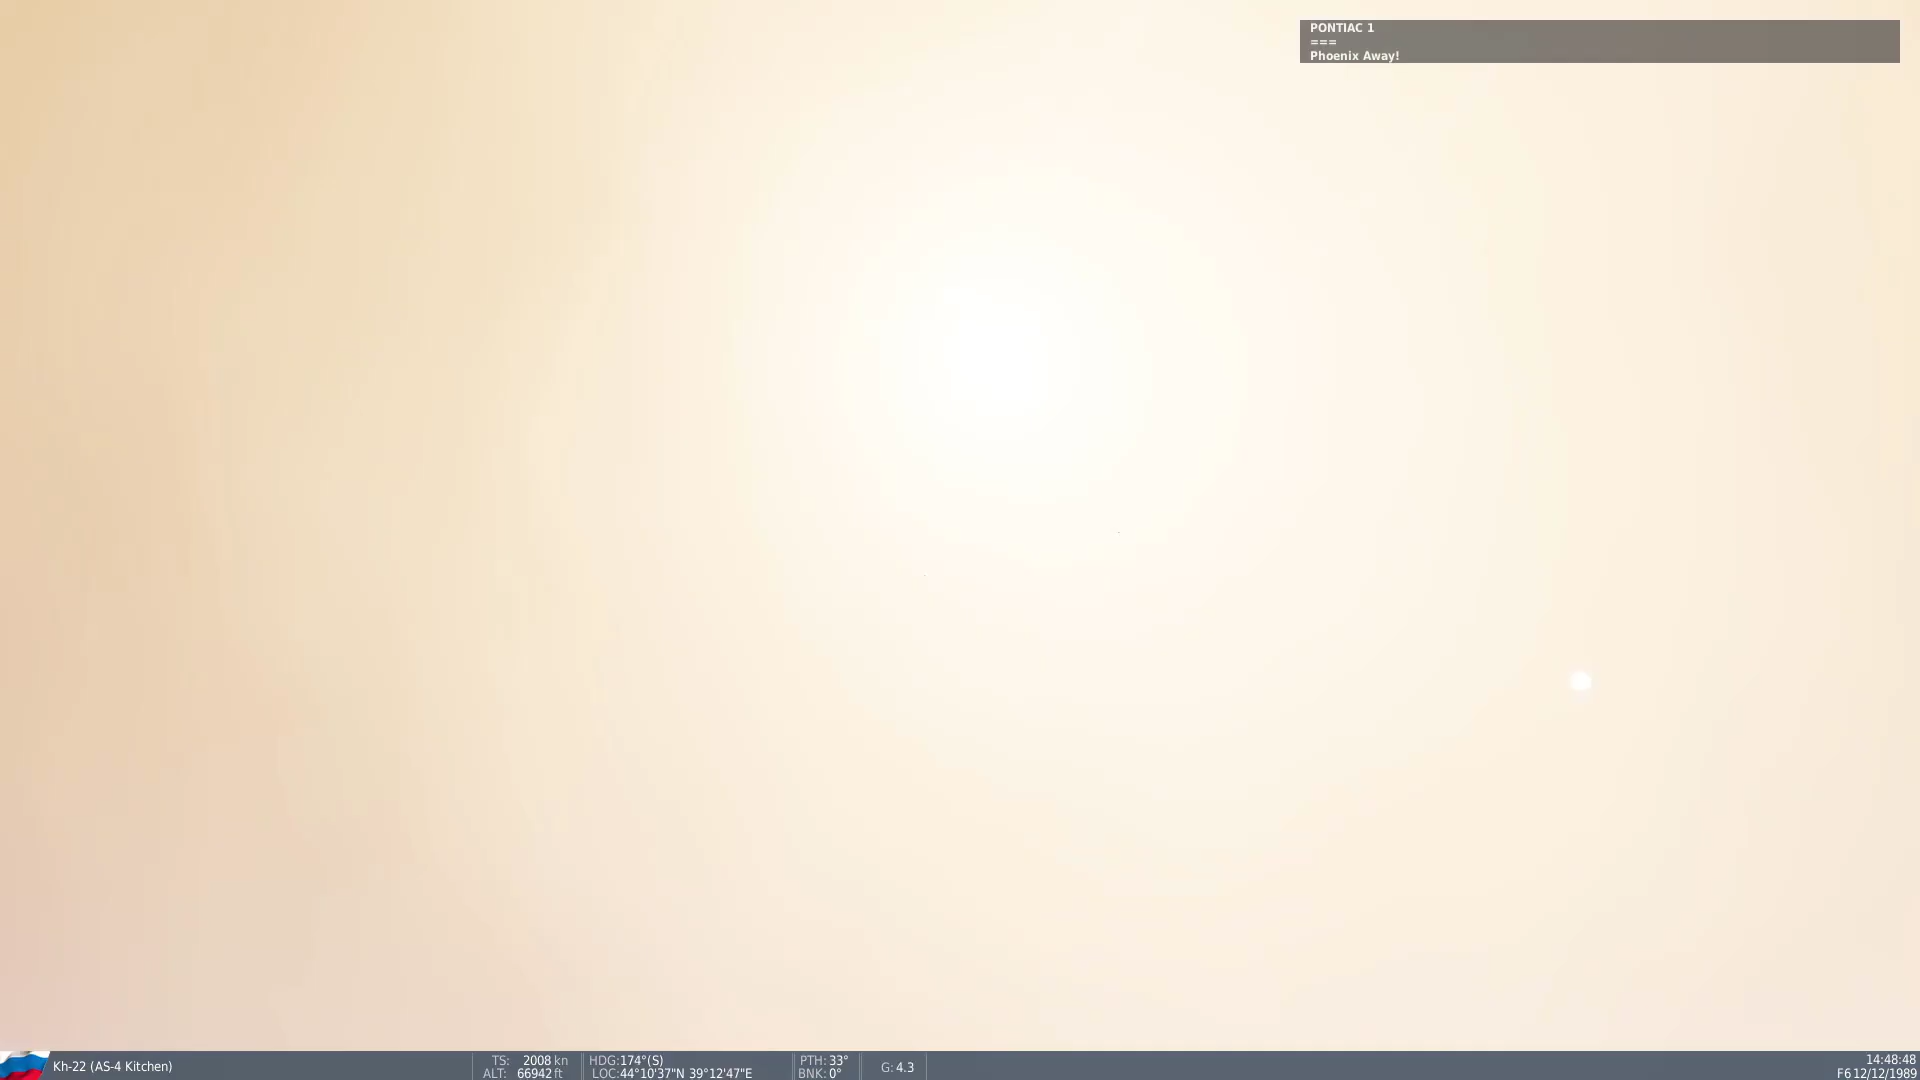 PONTIAC 1
===
Phoenix Away!
Kh-22 (AS-4 Kitchen)
TS: 2008 kn
ALT: 66942 ft
HDG:174°(S)
LOC:44°10'37"N 39°12'47"E
PTH: 33°
BNK: 0°
G: 4.3
14:48:48
F6 12/12/1989